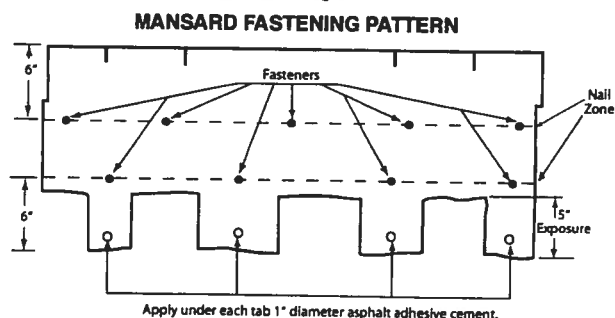 MANSARD FASTENING PATTERN
6"
Fasteners
Nail
Zone
6"
5"
Exposure
Apply under each tab 1" diameter asphalt adhesive cement.